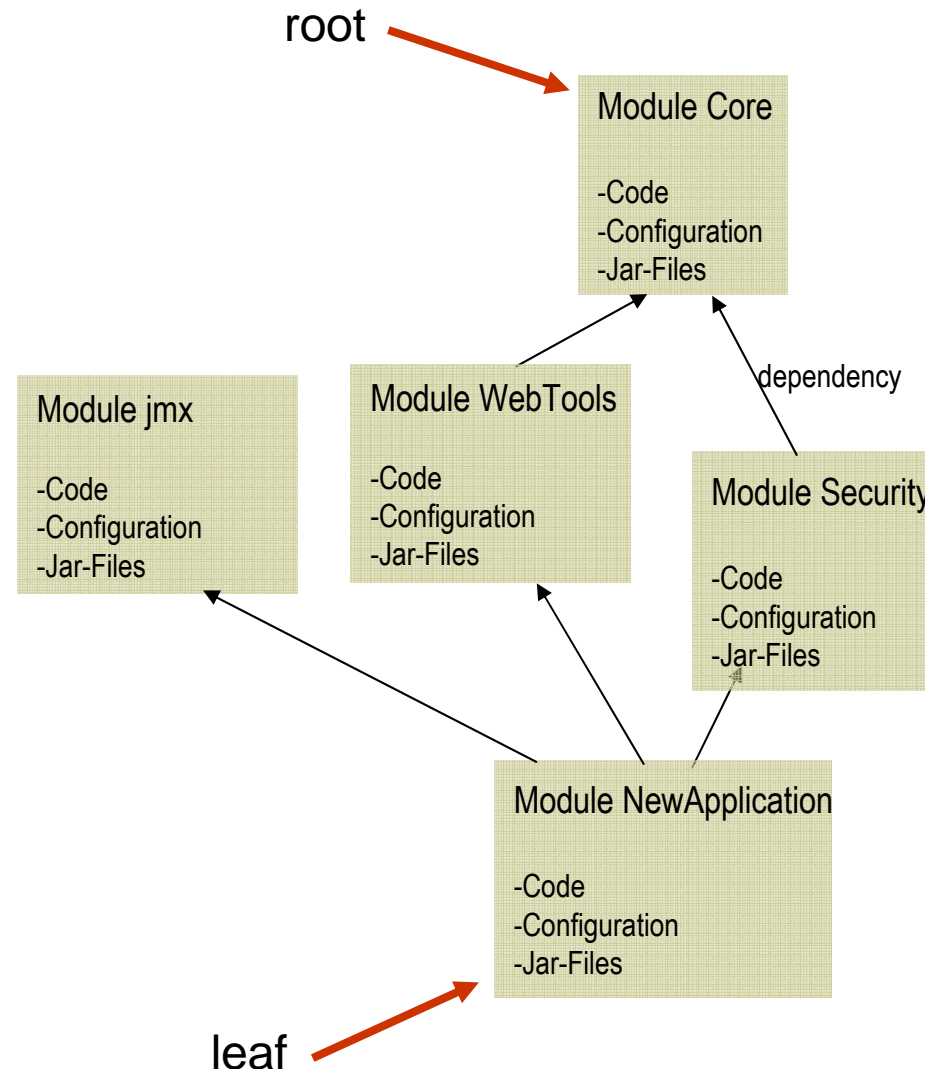 root
Module Core
-Code
-Configuration
-Jar-Files
dependency
Module jmx
-Code
-Configuration
-Jar-Files
Module WebTools
-Code
-Configuration
-Jar-Files
Module Security
-Code
-Configuration
-Jar-Files
Module NewApplication
-Code
-Configuration
-Jar-Files
leaf